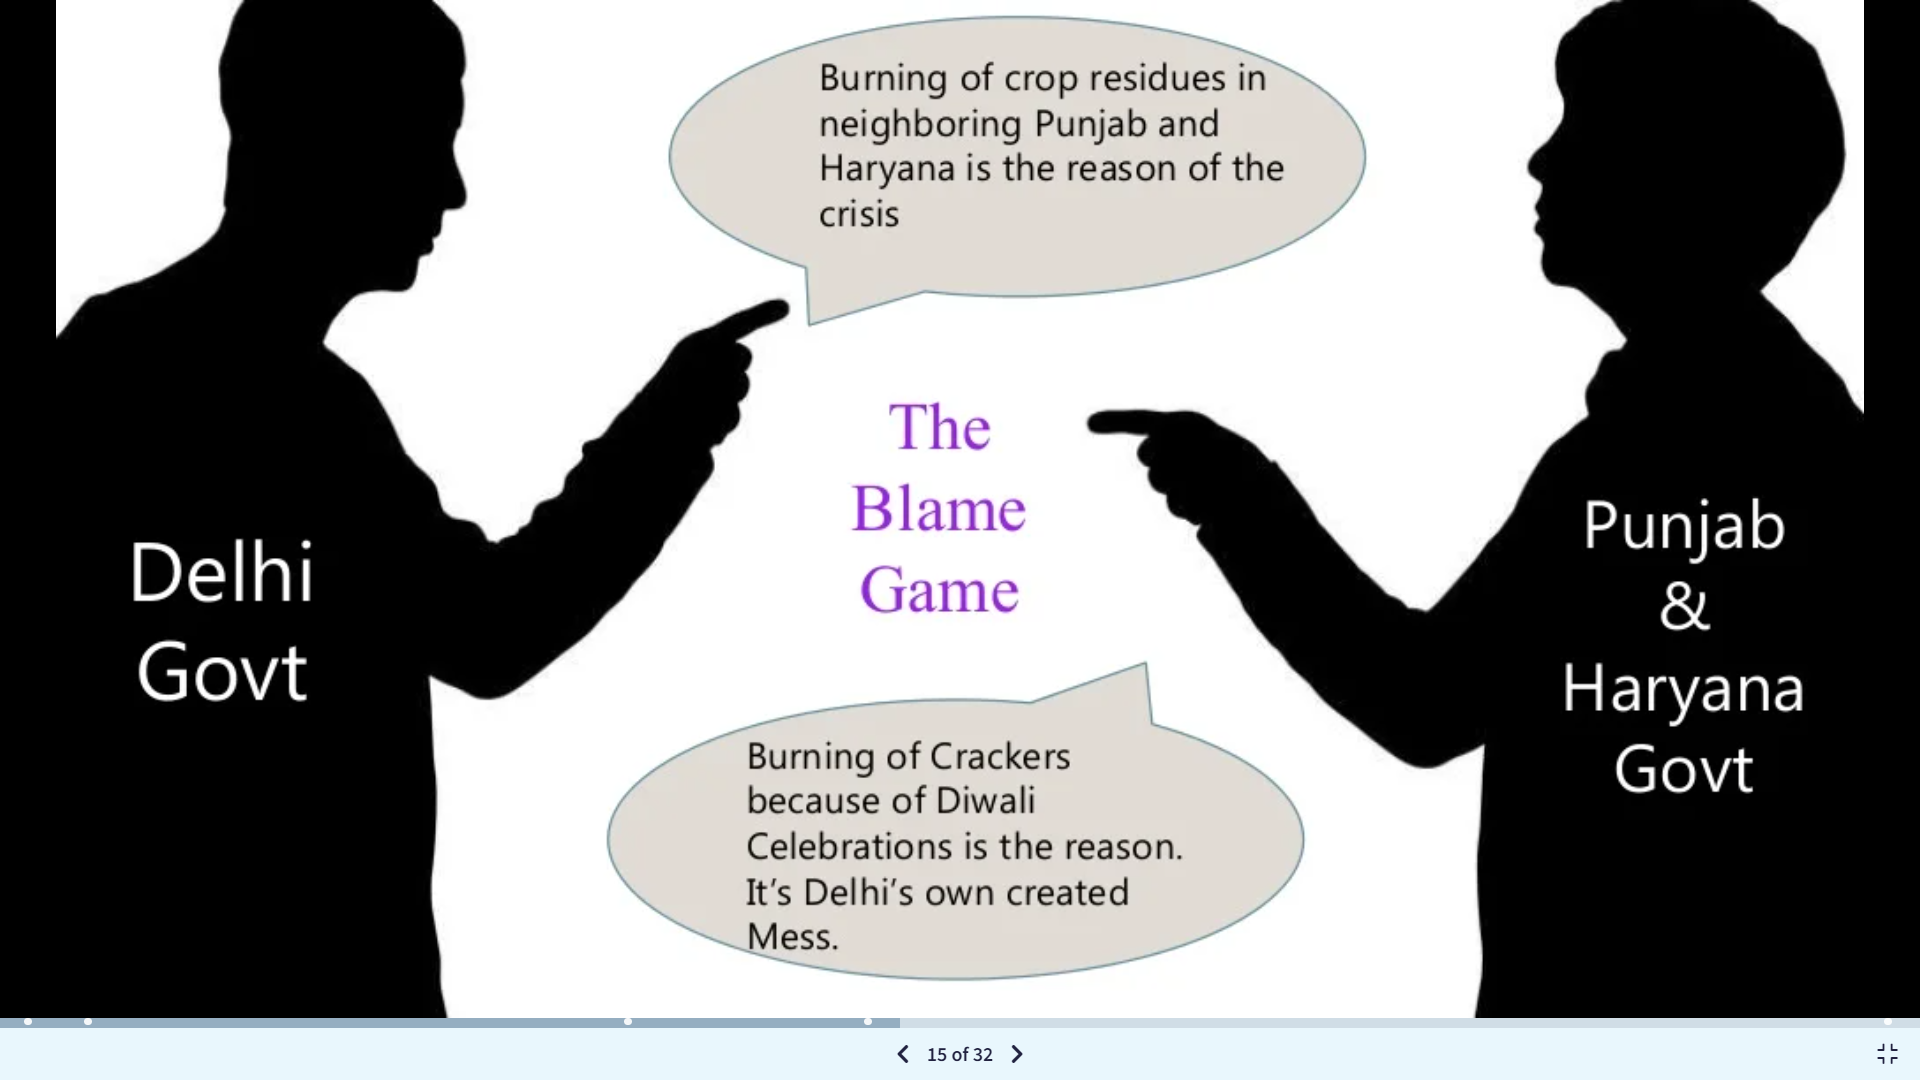 Burning of crop residues in
neighboring Punjab and
Haryana is the reason of the
crisis
The
Blame
Game
Delhi
Govt
Punjab
&
Haryana
Govt
Burning of Crackers
because of Diwali
Celebrations is the reason.
It’s Delhi’s own created
Mess.
15 of 32